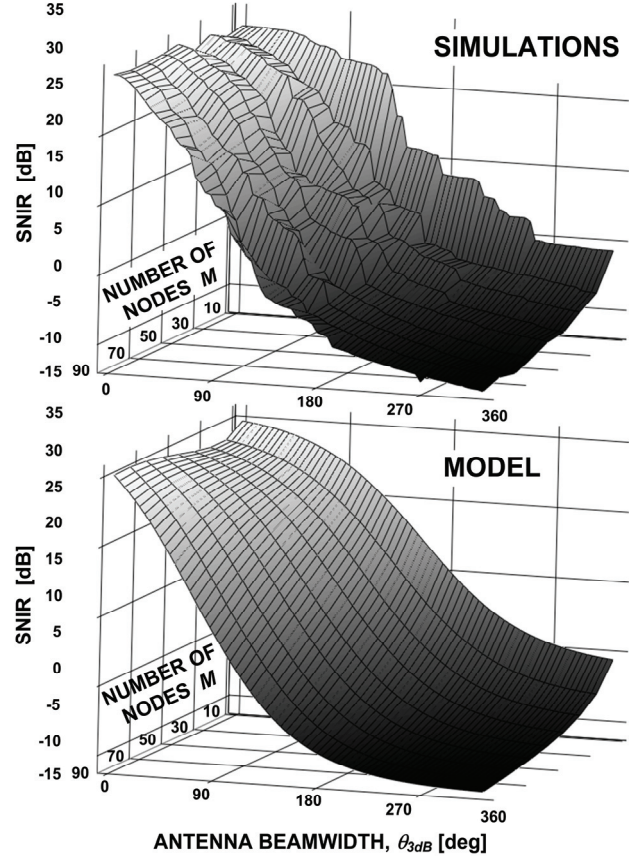 35
SIMULATIONS
30
25
20
15
10
5
0
-5
-10
-15
SNIR [dB]
NUMBER OF
NODES M
90 70 50 30 10
0 90 180 270 360
35
MODEL
30
25
20
15
10
5
0
-5
-10
-15
SNIR [dB]
NUMBER OF
NODES M
90 70 50 30 10
0 90 180 270 360
ANTENNA BEAMWIDTH, θ3dB [deg]